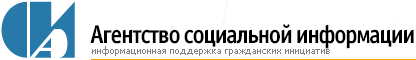 Агентство социальной информации
информационная поддержка гражданских инициатив